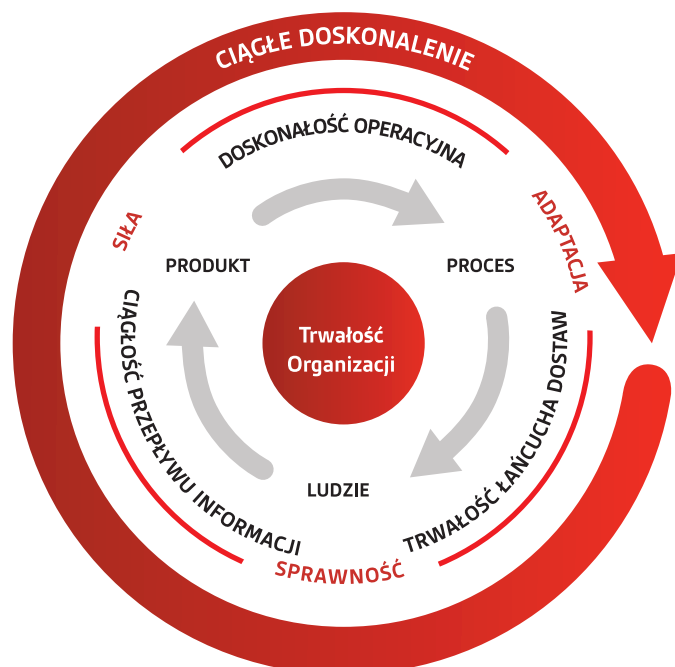 CIĄGŁE DOSKONALENIE
DOSKONAŁOŚĆ OPERACYJNA
SIŁA
ADAPTACJA
PRODUKT
PROCES
Trwałość
Organizacji
CIĄGŁOŚĆ PRZEPŁYWU INFORMACJI
TRWAŁOŚĆ ŁAŃCUCHA DOSTAW
LUDZIE
SPRAWNOŚĆ